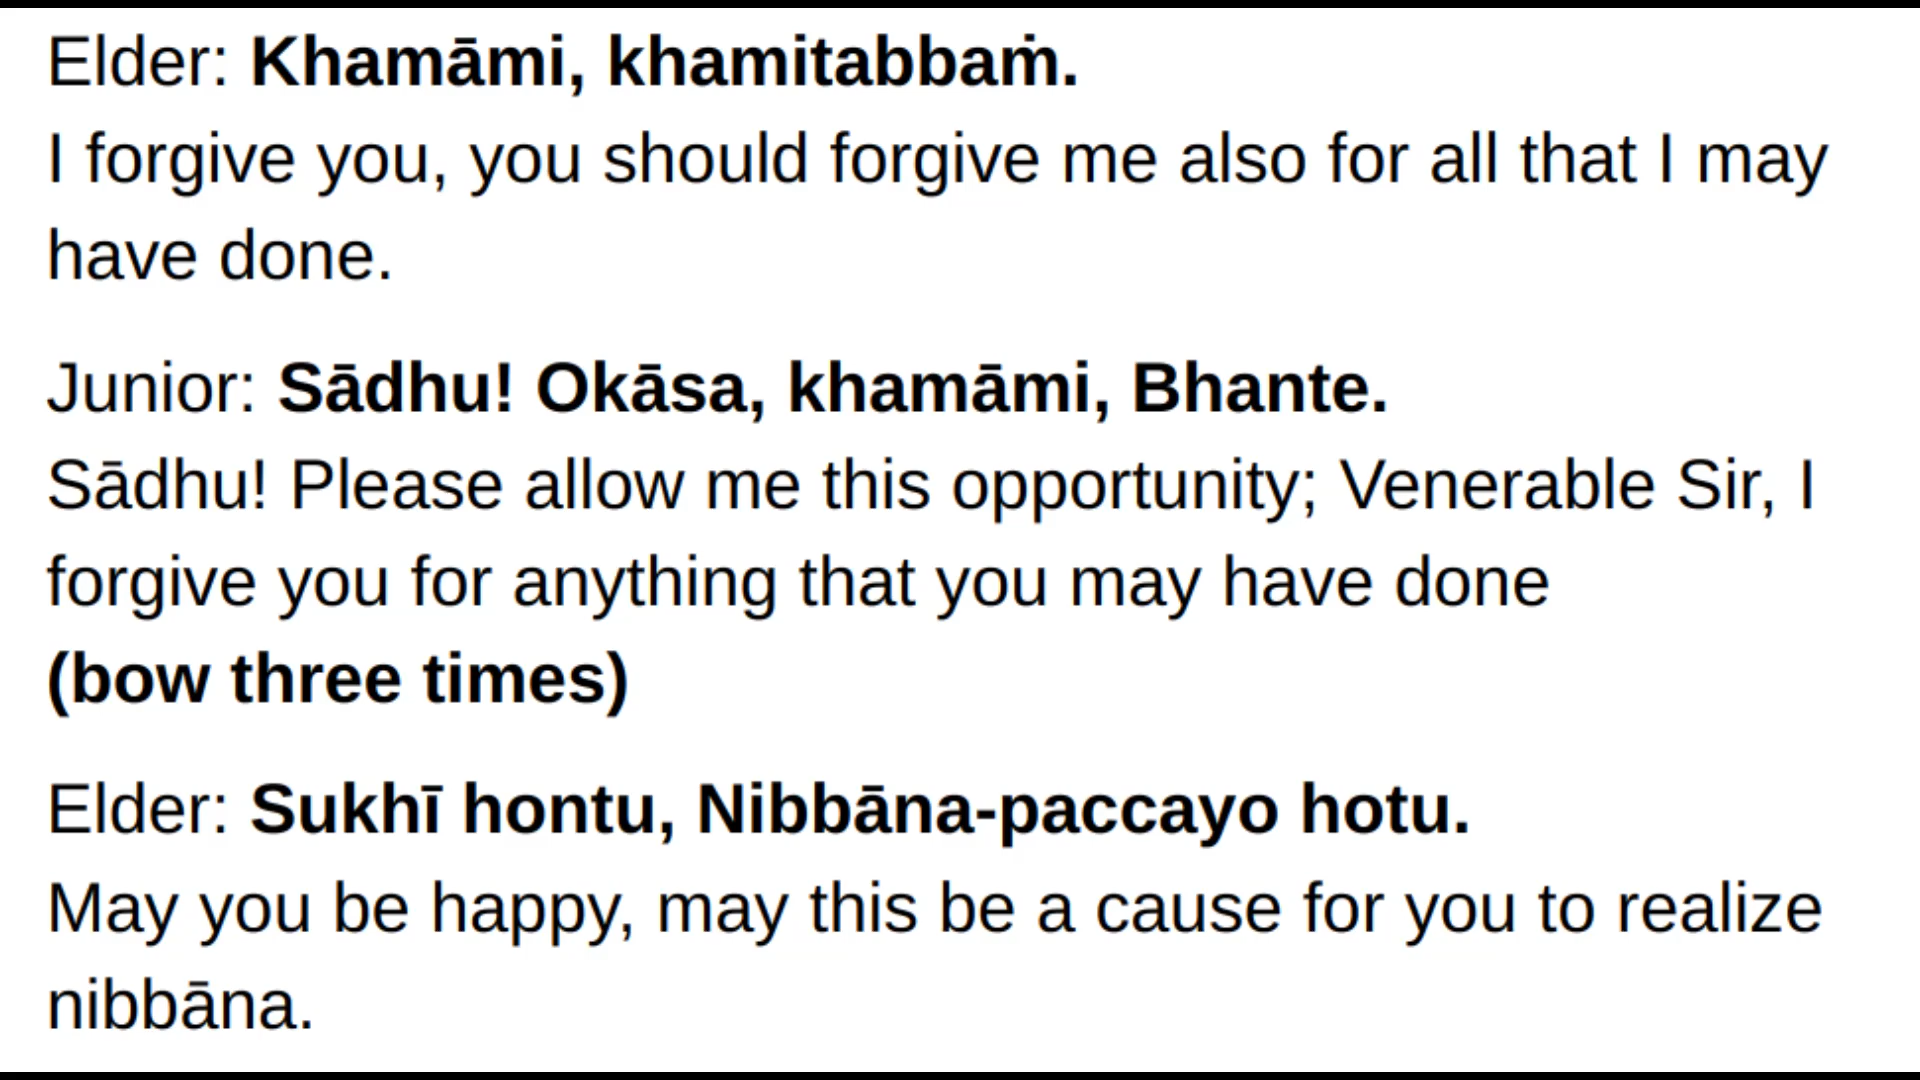 Elder: Khamāmi, khamitabbaṁ.
I forgive you, you should forgive me also for all that I may
have done.
Junior: Sādhu! Okāsa, khamāmi, Bhante.
Sādhu! Please allow me this opportunity; Venerable Sir, I
forgive you for anything that you may have done
(bow three times)
Elder: Sukhī hontu, Nibbāna-paccayo hotu.
May you be happy, may this be a cause for you to realize
nibbāna.